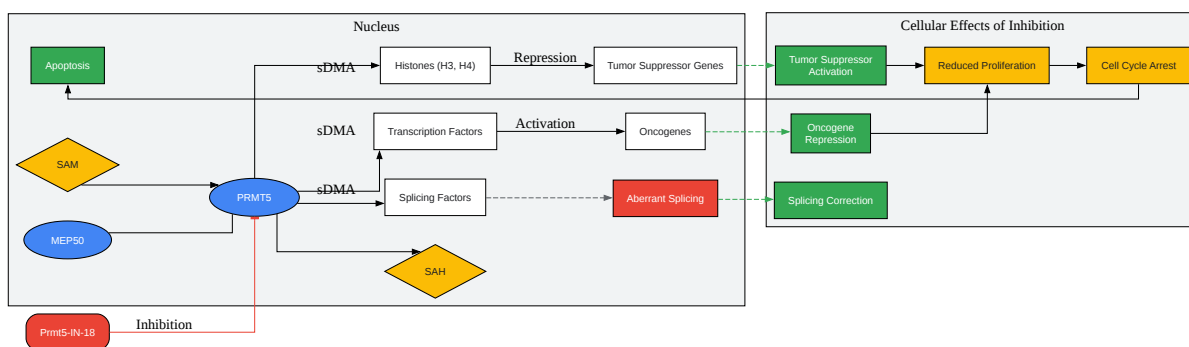 Nucleus
Cellular Effects of Inhibition
Apoptosis
sDMA
Histones (H3, H4)
Repression
Tumor Suppressor Genes
Tumor Suppressor
Activation
Reduced Proliferation
Cell Cycle Arrest
sDMA
Transcription Factors
Activation
Oncogenes
Oncogene
Repression
SAM
PRMT5
sDMA
Splicing Factors
Aberrant Splicing
Splicing Correction
MEP50
SAH
Prmt5-IN-18
Inhibition